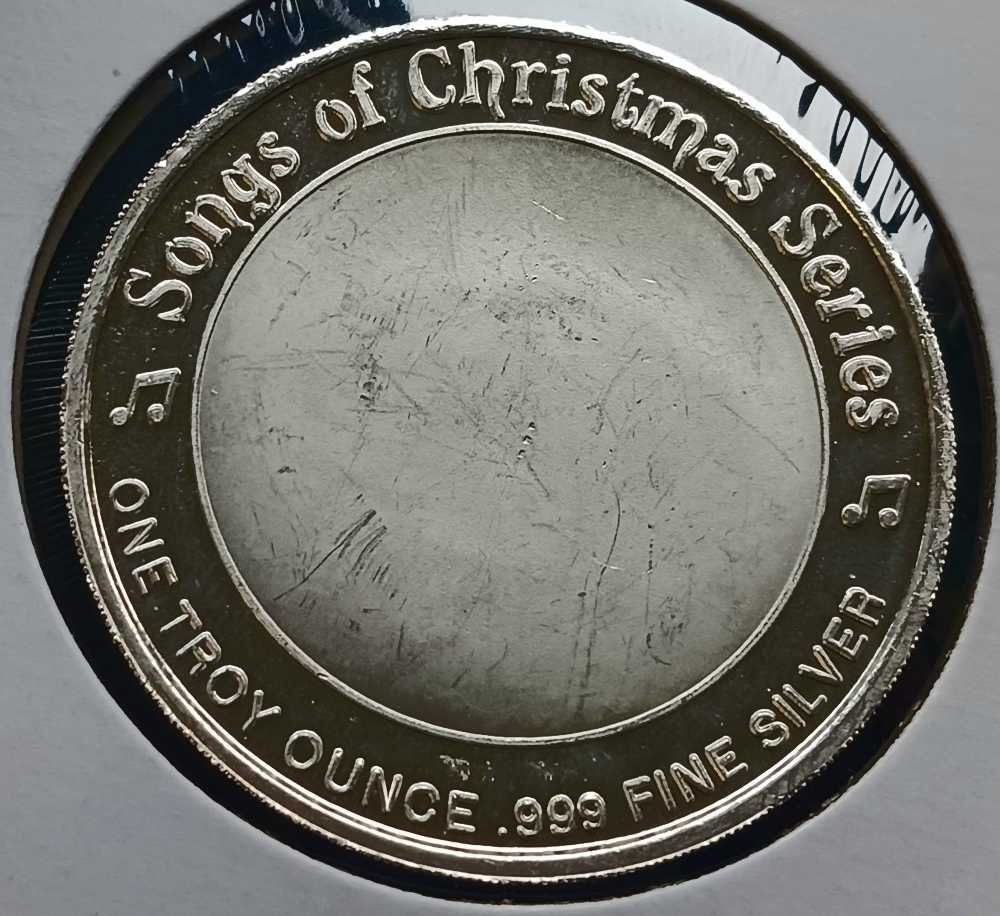 Songs of Christmas Series
ONE TROY OUNCE .999 FINE SILVER